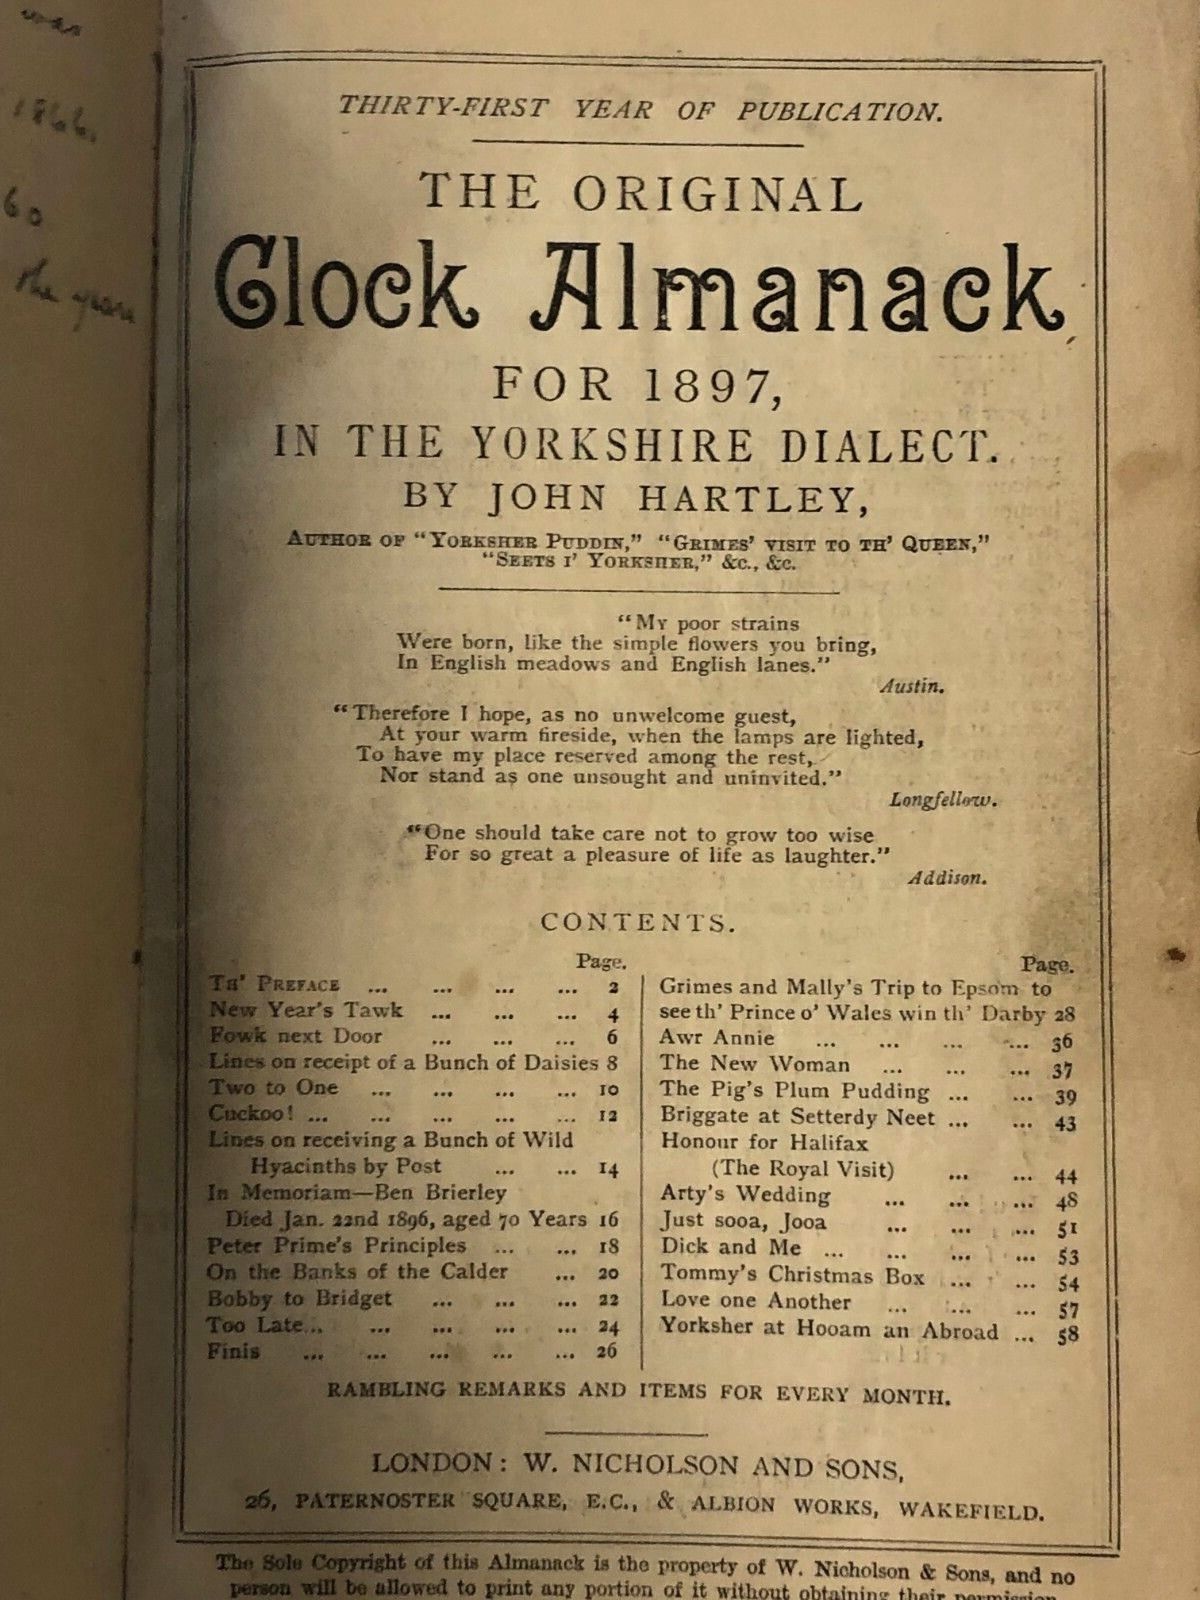 was
1866.
60
the years
THIRTY-FIRST YEAR OF PUBLICATION.
THE ORIGINAL
Clock Almanack
FOR 1897,
IN THE YORKSHIRE DIALECT.
BY JOHN HARTLEY,
AUTHOR OF "YORKSHER PUDDIN," "GRIMES' VISIT TO TH' QUEEN,"
"SEETS I' YORKSHER," &c., &c.
"MY poor strains
Were born, like the simple flowers you bring,
In English meadows and English lanes."
Austin.
"Therefore I hope, as no unwelcome guest,
At your warm fireside, when the lamps are lighted,
To have my place reserved among the rest,
Nor stand as one unsought and uninvited."
Longfellow.
"One should take care not to grow too wise
For so great a pleasure of life as laughter."
Addison.
CONTENTS.
Page.
TH' PREFACE ... ... ... ... 2
New Year's Tawk ... ... ... 4
Fowk next Door ... ... ... 6
Lines on receipt of a Bunch of Daisies 8
Two to One ... ... ... ... 10
Cuckoo! ... ... ... ... ... 12
Lines on receiving a Bunch of Wild
Hyacinths by Post ... ... 14
In Memoriam—Ben Brierley
Died Jan. 22nd 1896, aged 70 Years 16
Peter Prime's Principles ... ... 18
On the Banks of the Calder ... 20
Bobby to Bridget ... ... ... 22
Too Late... ... ... ... ... 24
Finis ... ... ... ... ... 26
Page.
Grimes and Mally's Trip to Epsom to
see th' Prince o' Wales win th' Darby 28
Awr Annie ... ... ... ... 36
The New Woman ... ... ... 37
The Pig's Plum Pudding ... ... 39
Briggate at Setterdy Neet ... ... 43
Honour for Halifax
(The Royal Visit) ... ... 44
Arty's Wedding ... ... ... 48
Just sooa, Jooa ... ... ... 51
Dick and Me ... ... ... ... 53
Tommy's Christmas Box ... ... 54
Love one Another ... ... ... 57
Yorksher at Hooam an Abroad ... 58
RAMBLING REMARKS AND ITEMS FOR EVERY MONTH.
LONDON: W. NICHOLSON AND SONS,
26, PATERNOSTER SQUARE, E.C., & ALBION WORKS, WAKEFIELD.
The Sole Copyright of this Almanack is the property of W. Nicholson & Sons, and no
person will be allowed to print any portion of it without obtaining their permission.